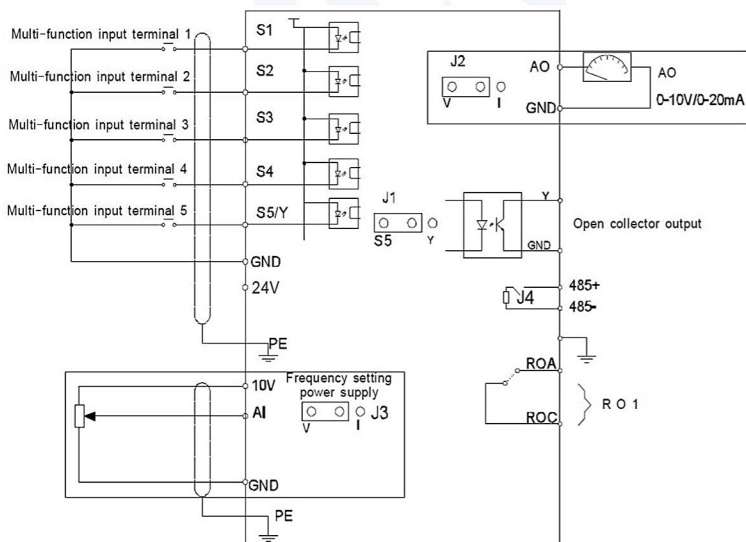 Multi-function input terminal 1
S1
Multi-function input terminal 2
S2
Multi-function input terminal 3
S3
Multi-function input terminal 4
S4
Multi-function input terminal 5
S5/Y
J1
S5
Y
GND
24V
PE
J2
V
I
AO
GND
AO
0-10V/0-20mA
Y
GND
Open collector output
J4
485+
485-
ROA
ROC
RO1
10V
Frequency setting
power supply
AI
V
I
J3
GND
PE